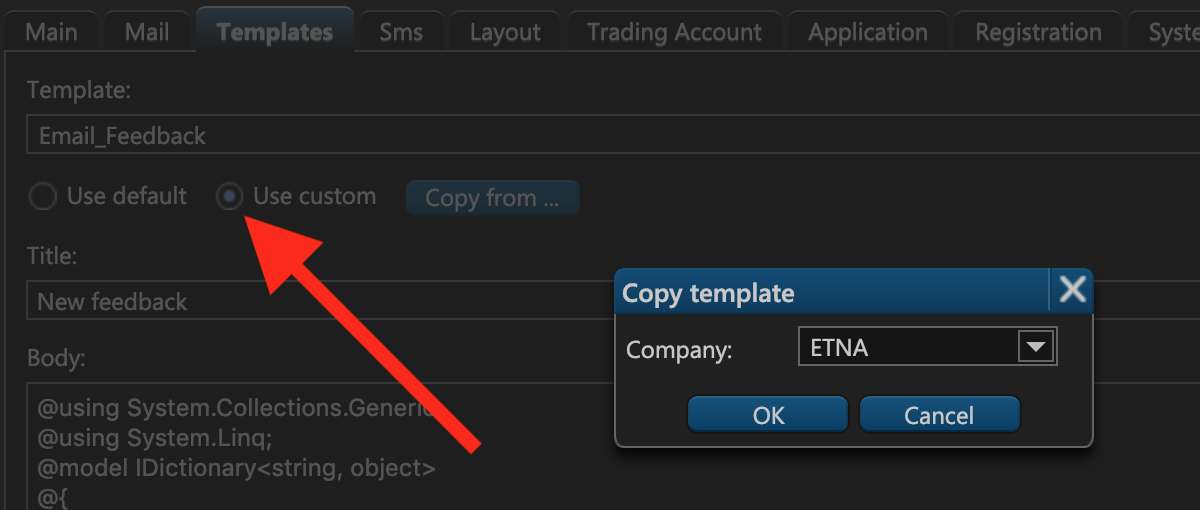 Main Mail Templates Sms Layout Trading Account Application Registration
Template:
Email_Feedback
Use default Use custom Copy from ...
Title:
New feedback
Body:
@using System.Collections.Generic
@using System.Linq;
@model IDictionary<string, object>
@{
Copy template
Company: ETNA
OK Cancel